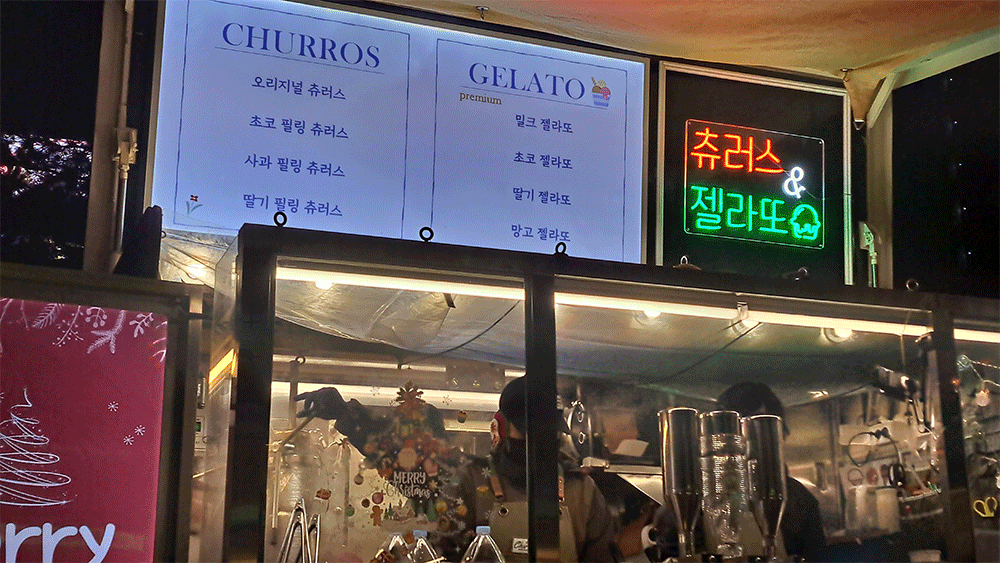 CHURROS
오리지널 츄러스
초코 필링 츄러스
사과 필링 츄러스
딸기 필링 츄러스
GELATO
premium
밀크 젤라또
초코 젤라또
딸기 젤라또
망고 젤라또
츄러스
&
젤라또
MERRY
Christmas
erry